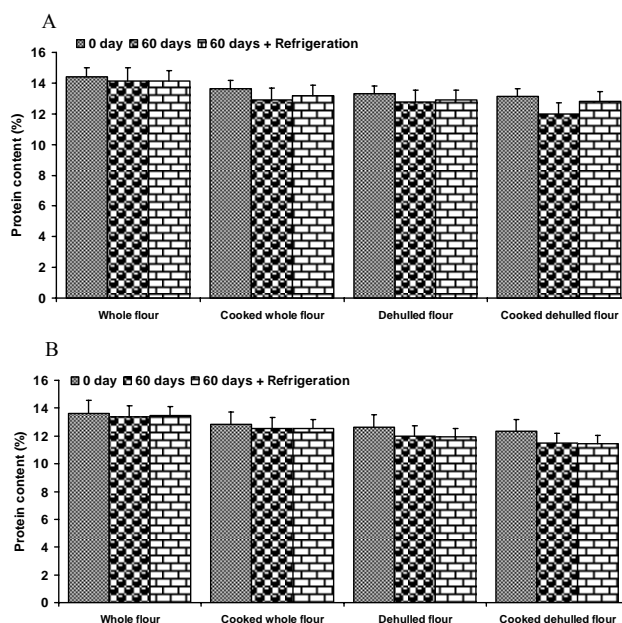 A
0 day 60 days 60 days + Refrigeration
16
14
12
10
8
6
4
2
0
Protein content (%)
Whole flour Cooked whole flour Dehulled flour Cooked dehulled flour
B
0 day 60 days 60 days + Refrigeration
16
14
12
10
8
6
4
2
0
Protein content (%)
Whole flour Cooked whole flour Dehulled flour Cooked dehulled flour